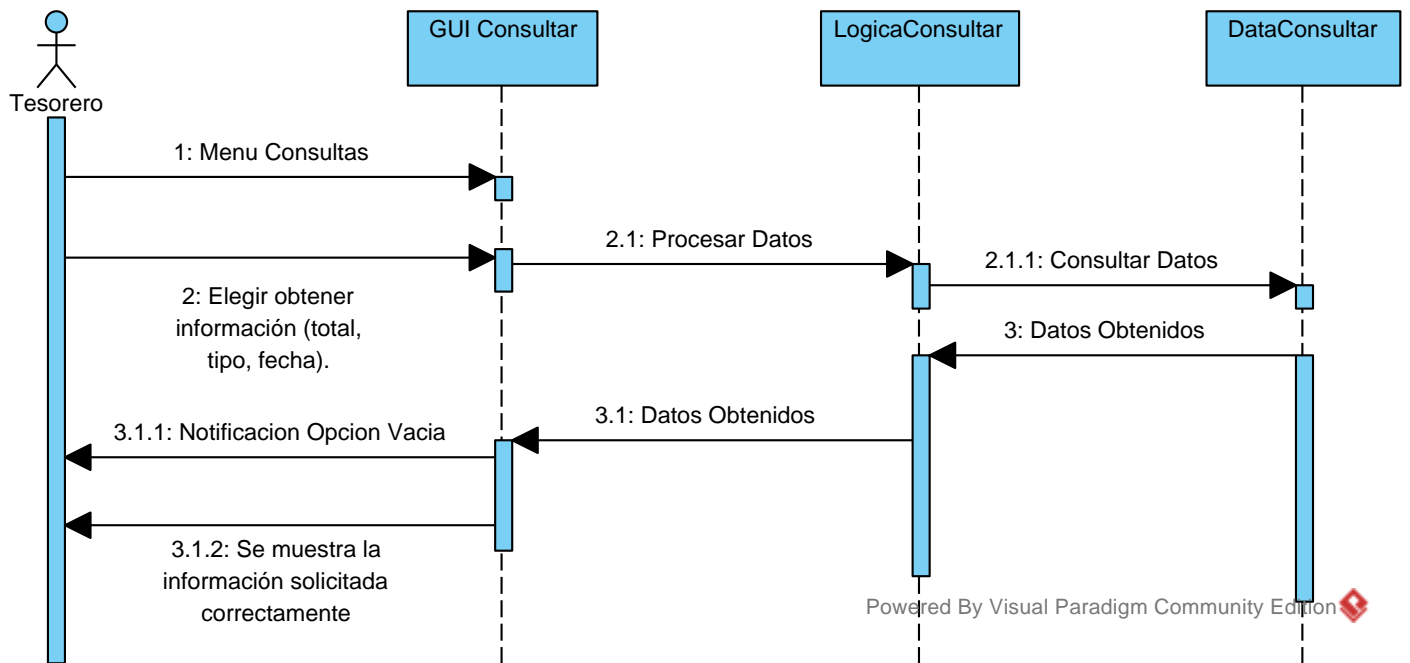 GUI Consultar
LogicaConsultar
DataConsultar
Tesorero
1: Menu Consultas
2.1: Procesar Datos
2.1.1: Consultar Datos
2: Elegir obtener
información (total,
tipo, fecha).
3: Datos Obtenidos
3.1: Datos Obtenidos
3.1.1: Notificacion Opcion Vacia
3.1.2: Se muestra la
información solicitada
correctamente
Powered By Visual Paradigm Community Edition